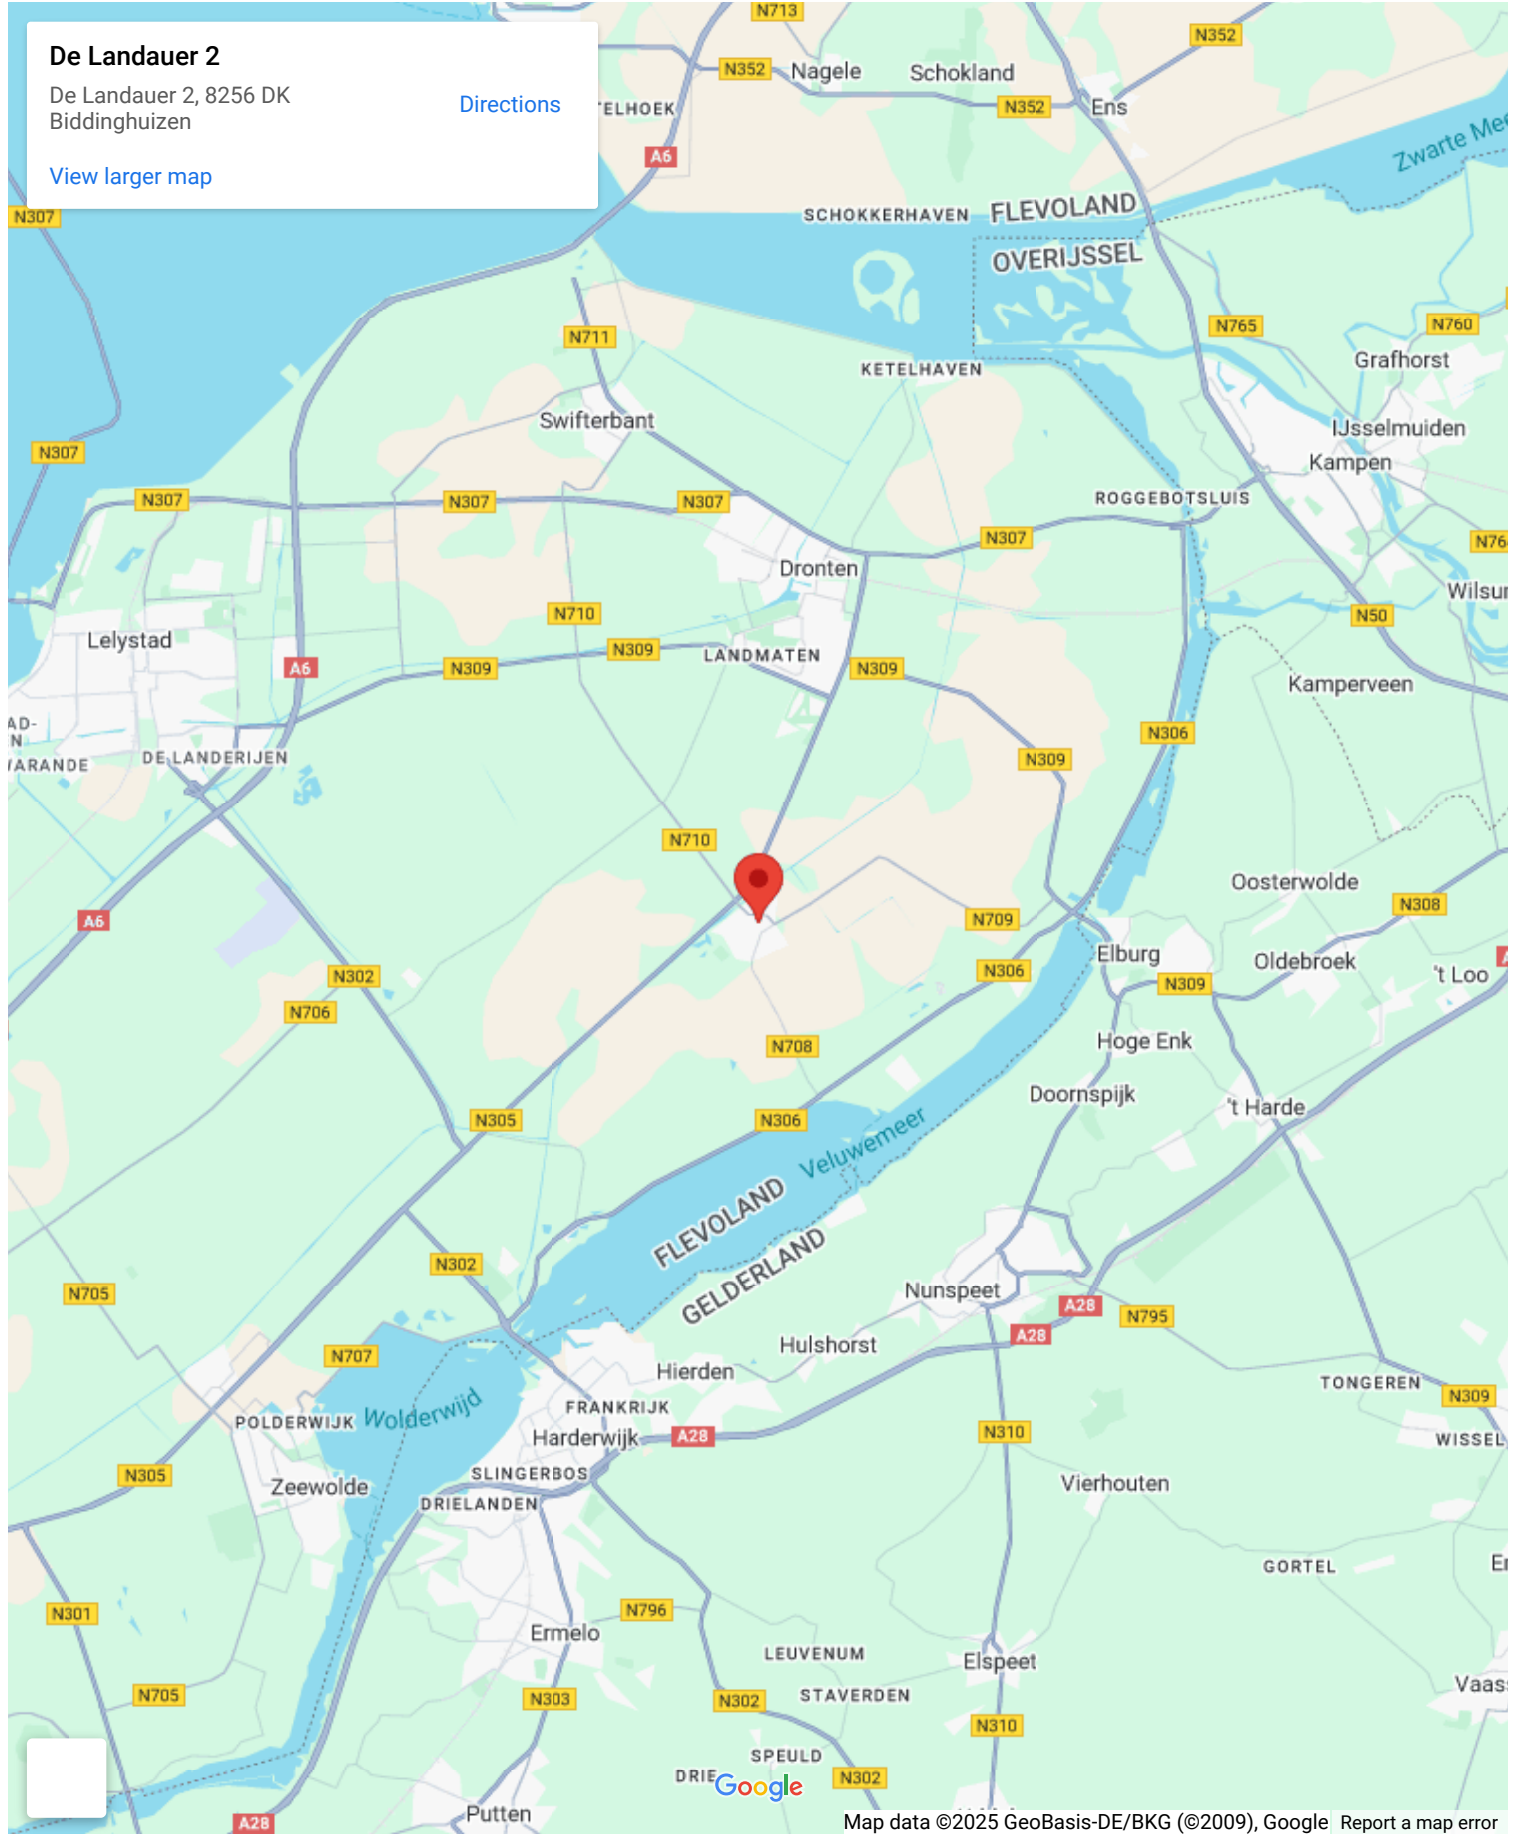 De Landauer 2
De Landauer 2, 8256 DK
Biddinghuizen
Directions
View larger map
N713
N352
N352
Nagele
Schokland
N352
Ens
TELHOEK
A6
Zwarte Mee
N307
SCHOKKERHAVEN
FLEVOLAND
OVERIJSSEL
N711
N765
N760
Grafhorst
KETELHAVEN
Swifterbant
IJsselmuiden
N307
Kampen
N307
N307
N307
ROGGEBOTSLUIS
N307
N76
Dronten
Wilsur
N710
N50
Lelystad
N309
LANDMATEN
A6
N309
N309
Kamperveen
AD-
N
N306
DE LANDERIJEN
ARANDE
N309
N710
Oosterwolde
N308
A6
N709
Elburg
Oldebroek
N302
N306
't Loo
N309
N706
Hoge Enk
N708
Doornspijk
't Harde
N305
N306
Veluwemeer
FLEVOLAND
GELDERLAND
N302
N705
Nunspeet
A28
N795
A28
Hulshorst
N707
Hierden
TONGEREN
N309
Wolderwijd
FRANKRIJK
POLDERWIJK
Harderwijk
A28
N310
WISSEL
N305
SLINGERBOS
Zeewolde
Vierhouten
DRIELANDEN
GORTEL
Er
N301
N796
Ermelo
LEUVENUM
Elspeet
Vaas
N705
N303
N302
STAVERDEN
N310
SPEULD
DRIE
Google
N302
Putten
A28
Map data ©2025 GeoBasis-DE/BKG (©2009), Google
Report a map error